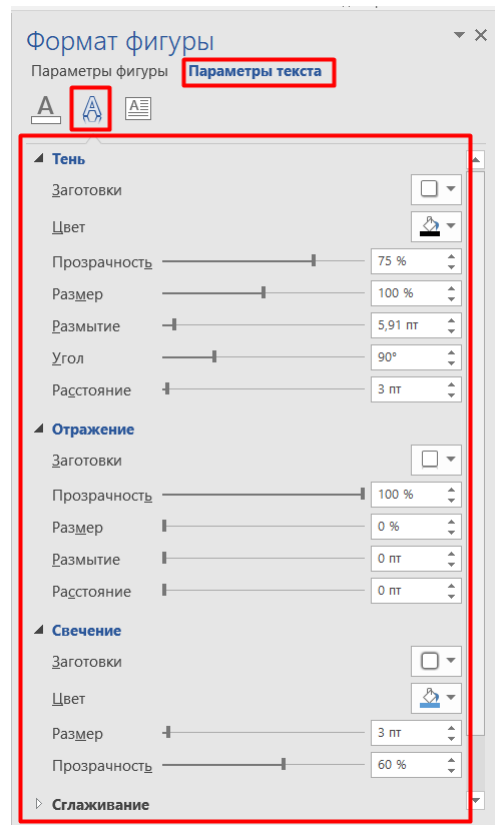 Формат фигуры
Параметры фигуры Параметры текста
Тень
Заготовки
Цвет
Прозрачность 75 %
Размер 100 %
Размытие 5,91 пт
Угол 90°
Расстояние 3 пт
Отражение
Заготовки
Прозрачность 100 %
Размер 0 %
Размытие 0 пт
Расстояние 0 пт
Свечение
Заготовки
Цвет
Размер 3 пт
Прозрачность 60 %
Сглаживание